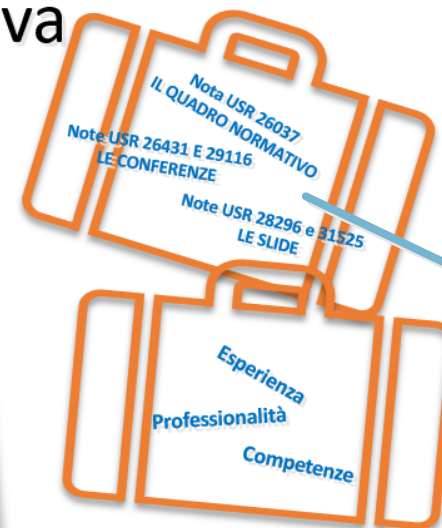 va
Nota USR 26037
IL QUADRO NORMATIVO
Note USR 26431 E 29116
LE CONFERENZE
Note USR 28296 e 31525
LE SLIDE
Esperienza
Professionalità
Competenze